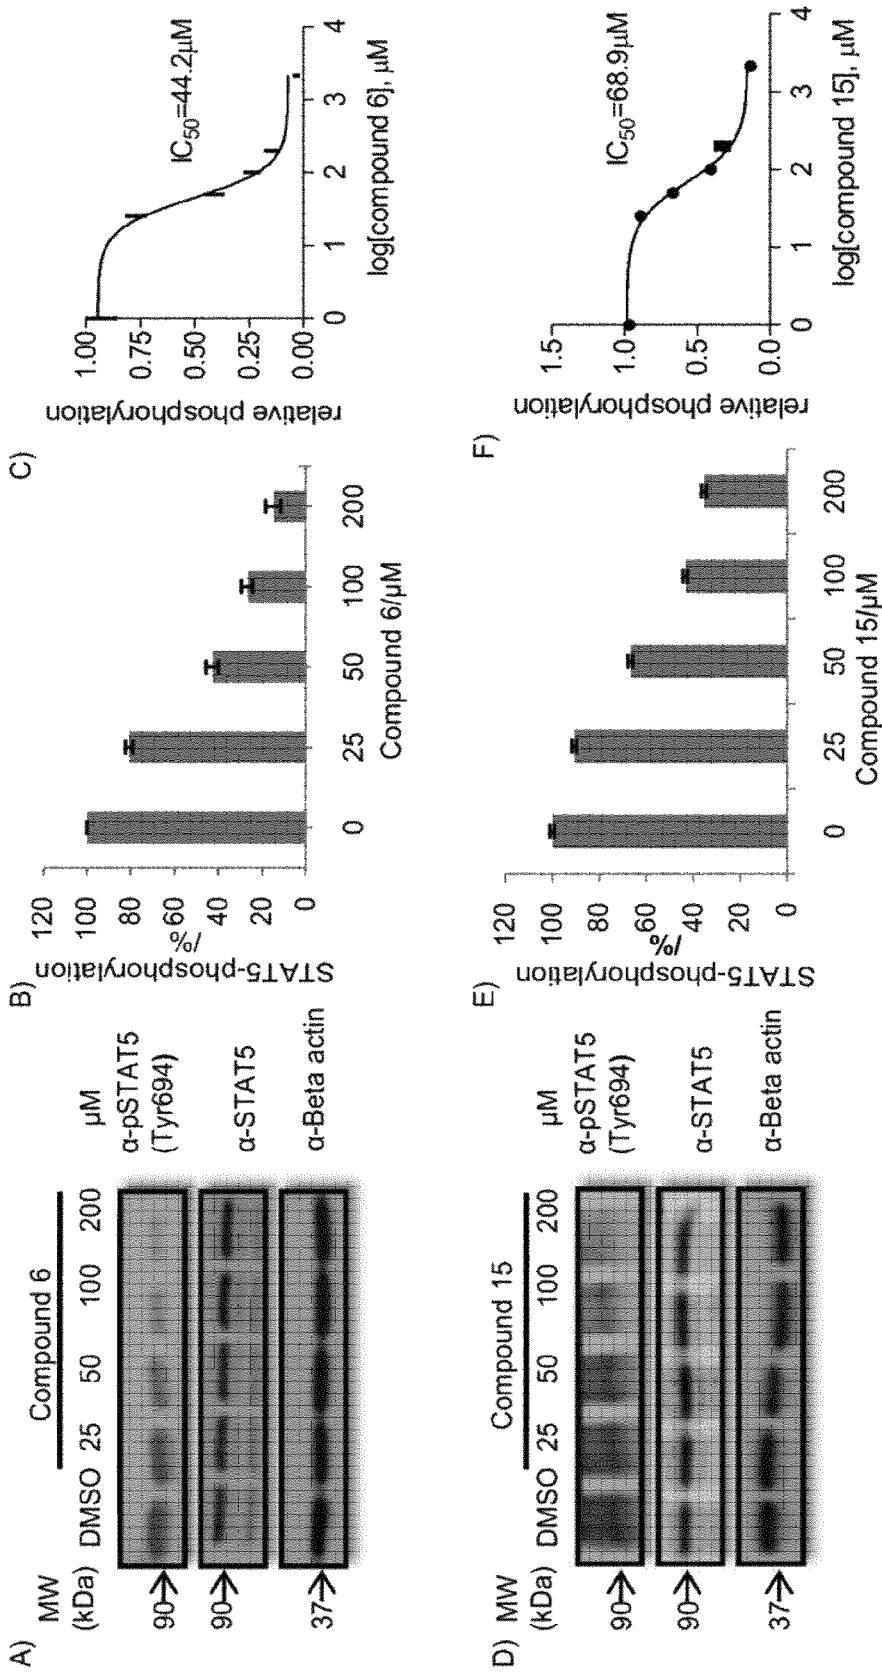 A)
MW
(kDa)
Compound 6
DMSO 25 50 100 200 μM
90
α-pSTAT5
(Tyr694)
90
α-STAT5
37
α-Beta actin
B)
STAT5-phosphorylation
/%
120
100
80
60
40
20
0
0 25 50 100 200
Compound 6/μM
C)
relative phosphorylation
1.00
0.75
0.50
0.25
0.00
IC50=44.2μM
0 1 2 3 4
log[compound 6], μM
D)
MW
(kDa)
Compound 15
DMSO 25 50 100 200 μM
90
α-pSTAT5
(Tyr694)
90
α-STAT5
37
α-Beta actin
E)
STAT5-phosphorylation
/%
120
100
80
60
40
20
0
0 25 50 100 200
Compound 15/μM
F)
relative phosphorylation
1.5
1.0
0.5
0.0
IC50=68.9μM
0 1 2 3 4
log[compound 15], μM